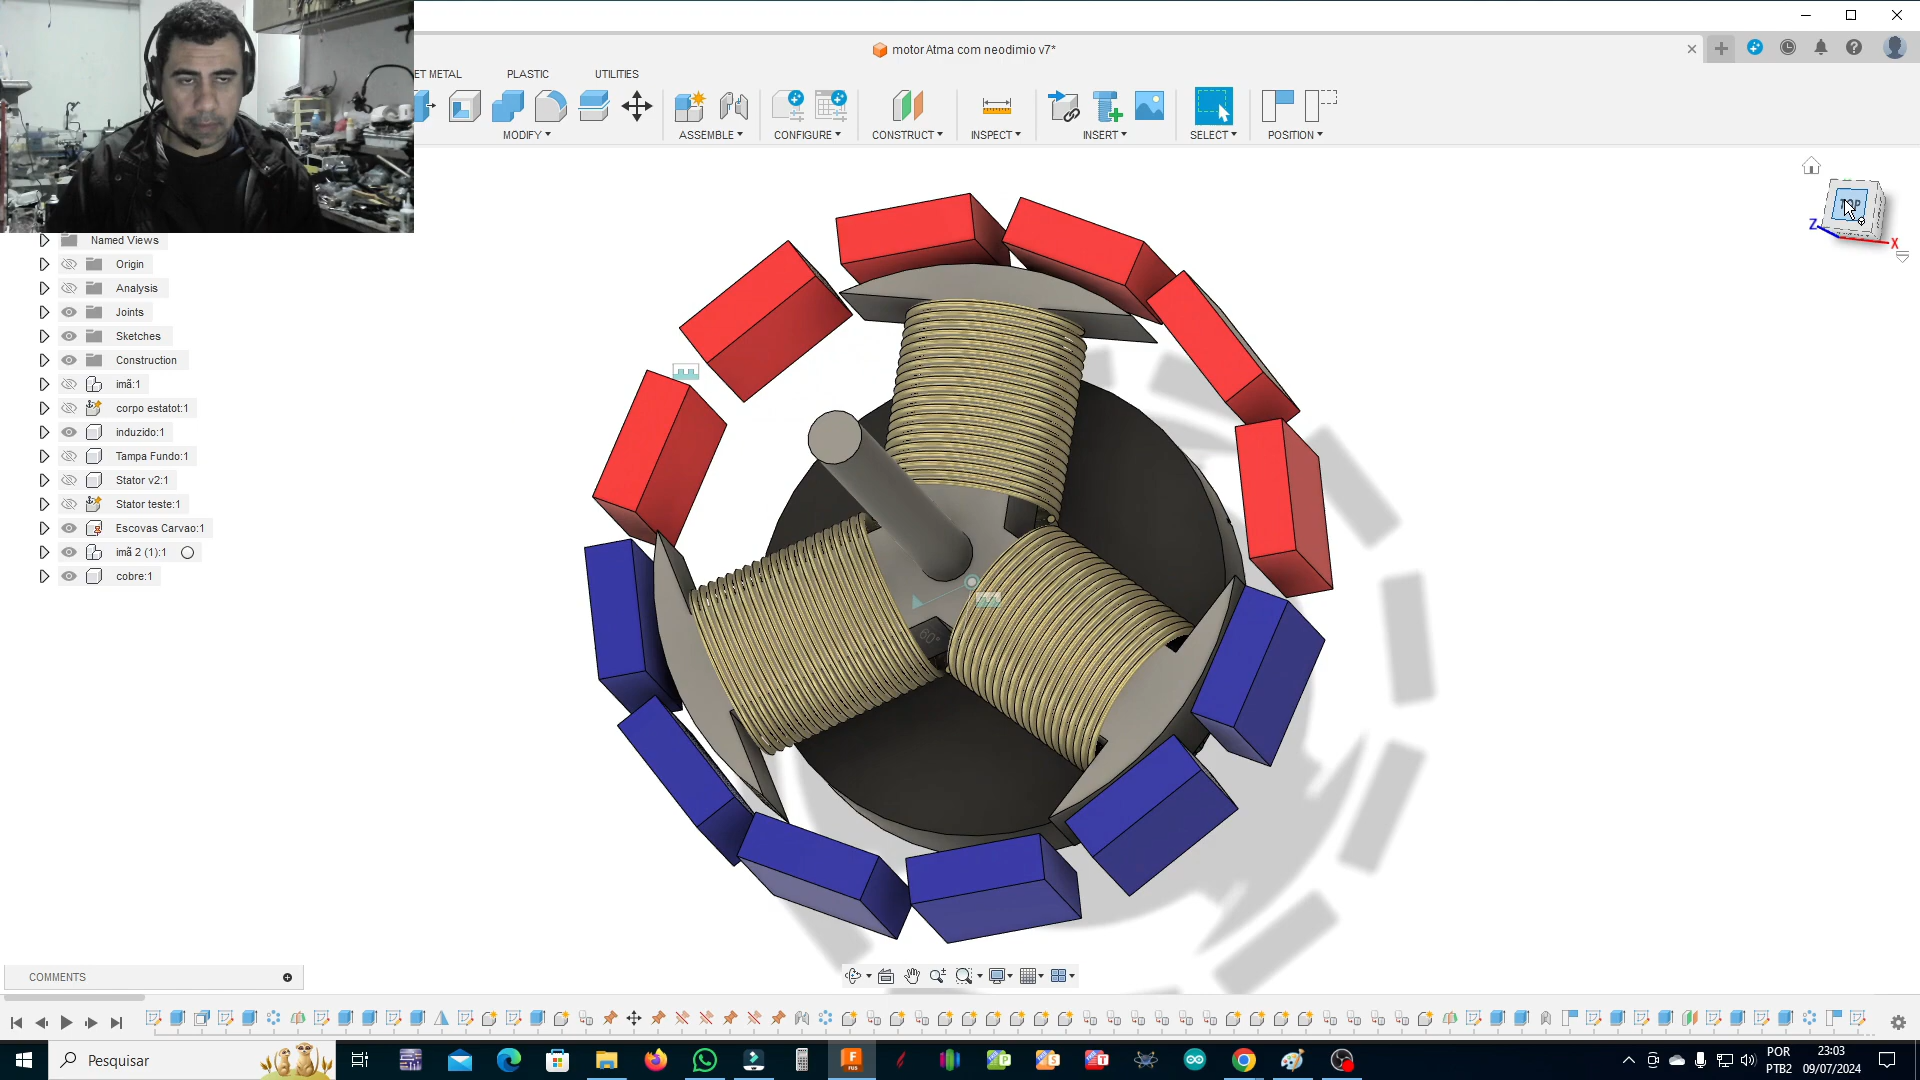 motor Atma com neodimio v7*
ET METAL
PLASTIC
UTILITIES
MODIFY
ASSEMBLE
CONFIGURE
CONSTRUCT
INSPECT
INSERT
SELECT
POSITION
TOP
Z
X
Named Views
Origin
Analysis
Joints
Sketches
Construction
imã:1
corpo estatot:1
induzido:1
Tampa Fundo:1
Stator v2:1
Stator teste:1
Escovas Carvao:1
imã 2 (1):1
cobre:1
60°
COMMENTS
Pesquisar
F
FUS
P
S
T
POR
PTB2
23:03
09/07/2024